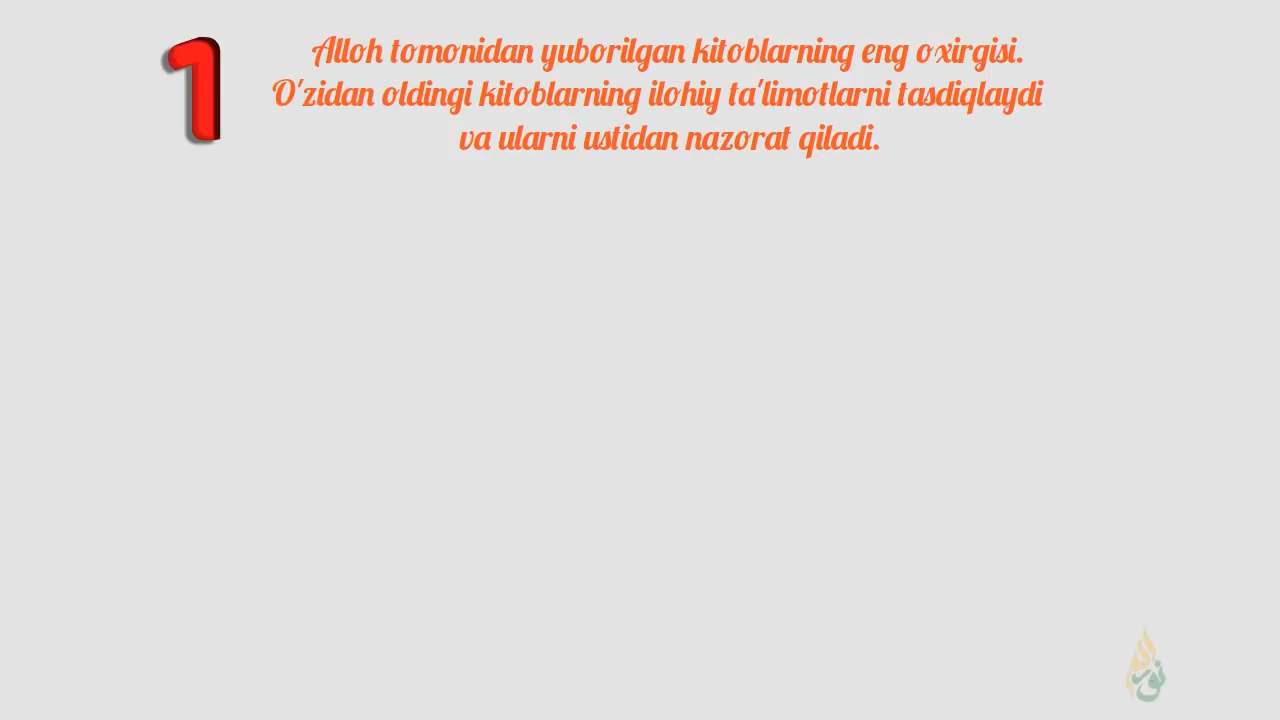 1
Alloh tomonidan yuborilgan kitoblarning eng oxirgisi.
O'zidan oldingi kitoblarning ilohiy ta'limotlarni tasdiqlaydi
va ularni ustidan nazorat qiladi.